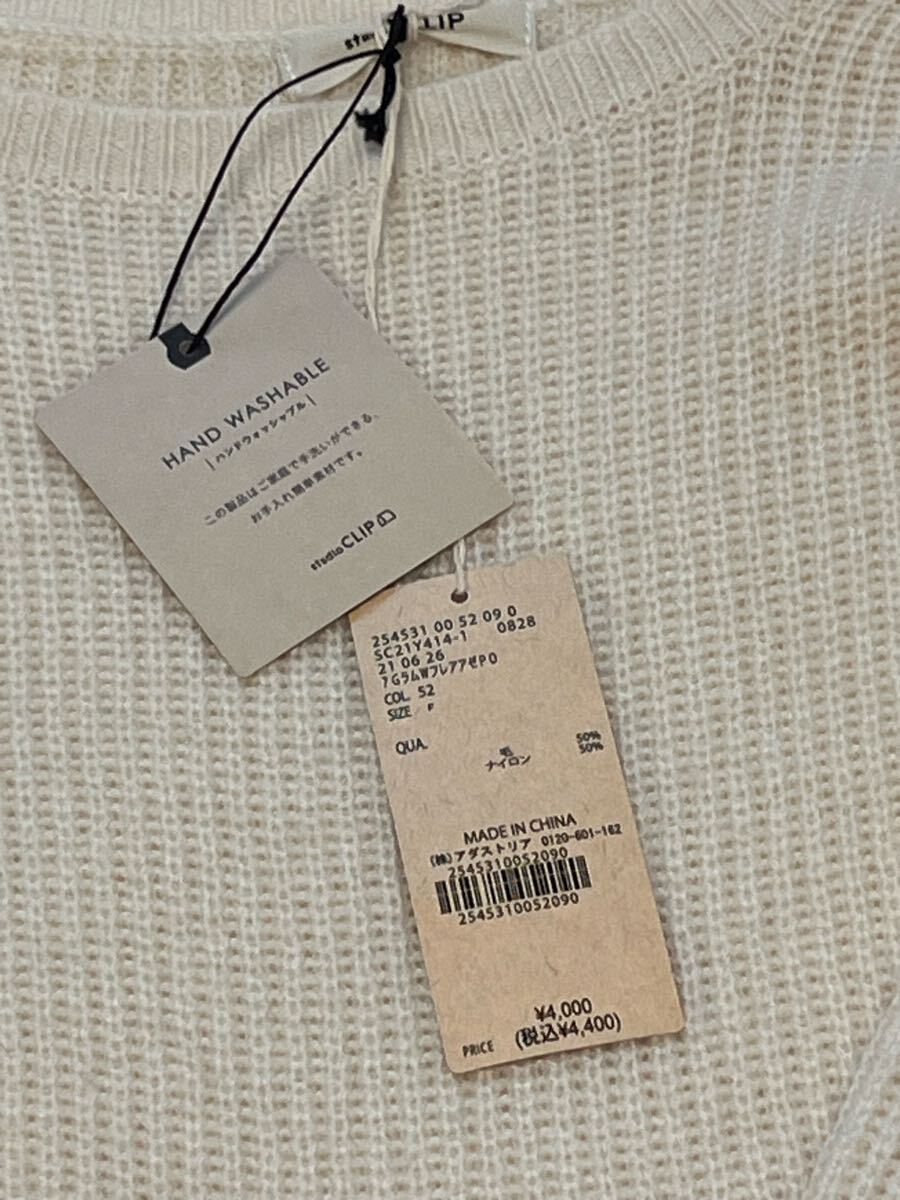 CLIP
HAND WASHABLE
| ハンドウォッシャブル |
この製品はご家庭で手洗いができる、
お手入れ簡単素材です。
studio CLIP
254531 00 52 09 0
SC21Y414-1 0828
21 06 26
7GラムWフレアアゼPO
COL. 52
SIZE F
QUA. 毛 50%
ナイロン 50%
MADE IN CHINA
(株)アダストリア 0120-601-162
2545310052090
2545310052090
¥4,000
PRICE (税込¥4,400)